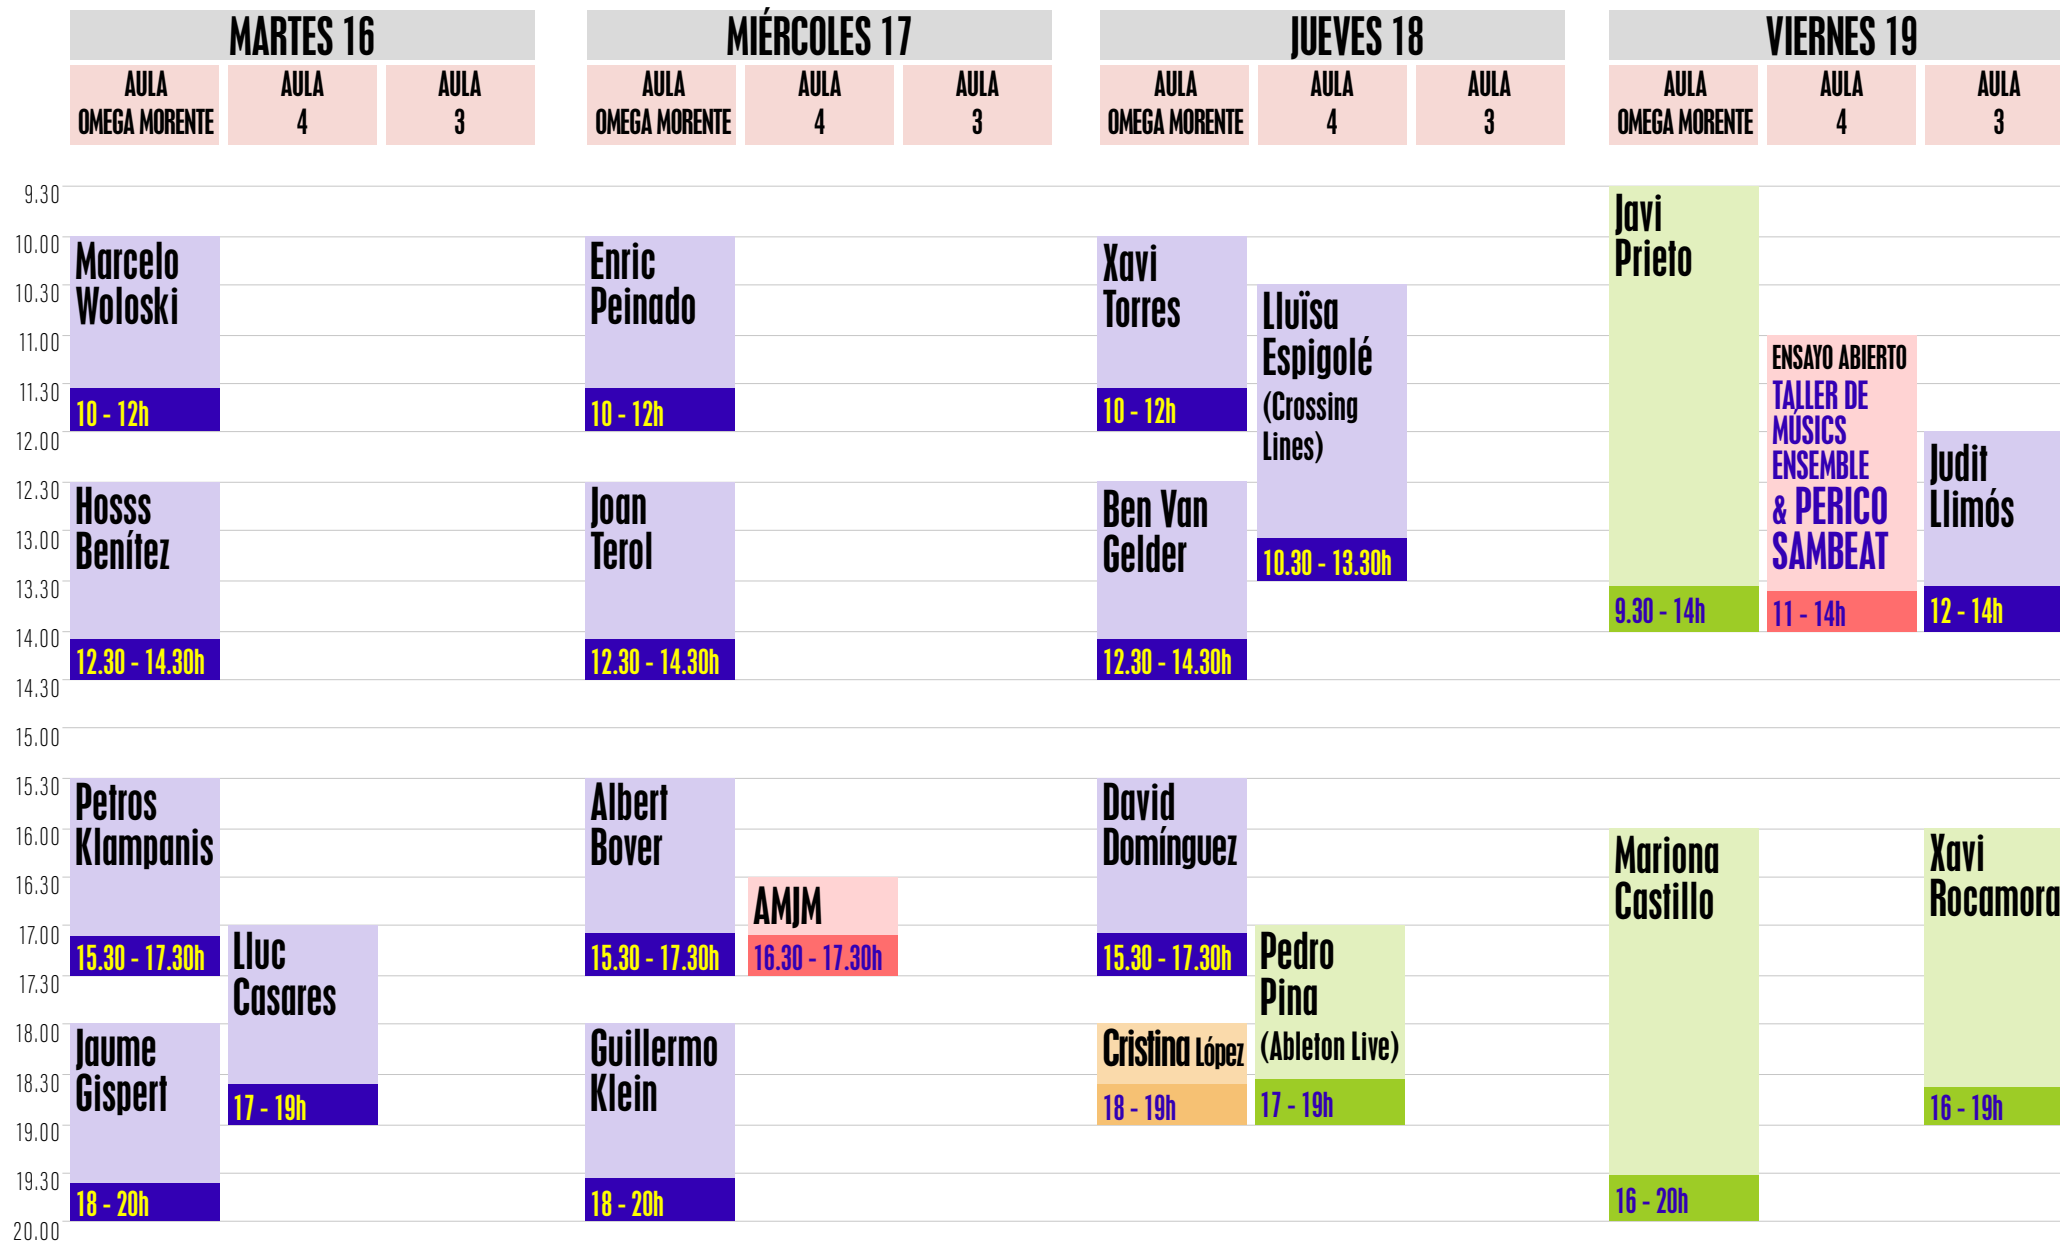 MARTES 16
MIÉRCOLES 17
JUEVES 18
VIERNES 19
AULA
OMEGA MORENTE
AULA
4
AULA
3
AULA
OMEGA MORENTE
AULA
4
AULA
3
AULA
OMEGA MORENTE
AULA
4
AULA
3
AULA
OMEGA MORENTE
AULA
4
AULA
3
9.30
10.00
10.30
11.00
11.30
12.00
12.30
13.00
13.30
14.00
14.30
15.00
15.30
16.00
16.30
17.00
17.30
18.00
18.30
19.00
19.30
20.00
Marcelo
Woloski
10 - 12h
Hosss
Benítez
12.30 - 14.30h
Petros
Klampanis
15.30 - 17.30h
Jaume
Gispert
18 - 20h
Lluc
Casares
17 - 19h
Enric
Peinado
10 - 12h
Joan
Terol
12.30 - 14.30h
Albert
Bover
15.30 - 17.30h
Guillermo
Klein
18 - 20h
AMJM
16.30 - 17.30h
Xavi
Torres
10 - 12h
Ben Van
Gelder
12.30 - 14.30h
David
Domínguez
15.30 - 17.30h
Cristina López
18 - 19h
Lluïsa
Espigolé
(Crossing
Lines)
10.30 - 13.30h
Pedro
Pina
(Ableton Live)
17 - 19h
Javi
Prieto
9.30 - 14h
Mariona
Castillo
16 - 20h
ENSAYO ABIERTO
TALLER DE
MÚSICS
ENSEMBLE
& PERICO
SAMBEAT
11 - 14h
Judit
Llimós
12 - 14h
Xavi
Rocamora
16 - 19h